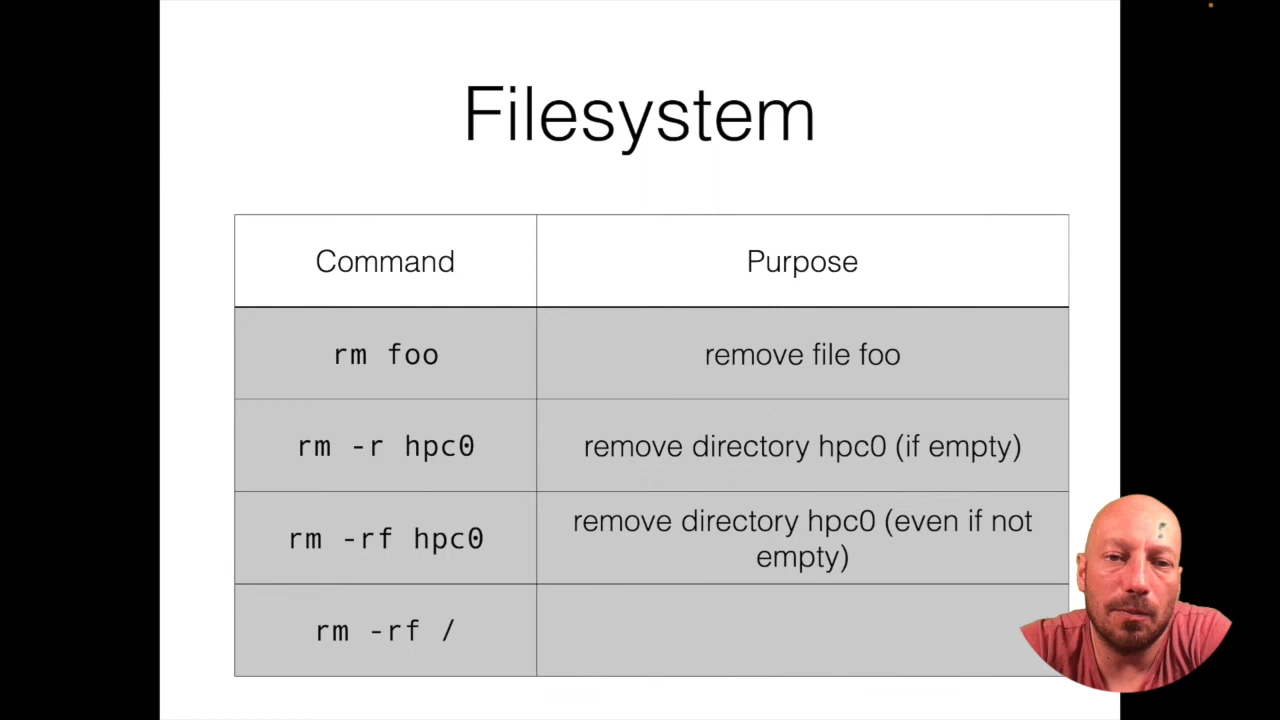 Filesystem
Command Purpose
rm foo remove file foo
rm -r hpc0 remove directory hpc0 (if empty)
rm -rf hpc0 remove directory hpc0 (even if not
empty)
rm -rf /